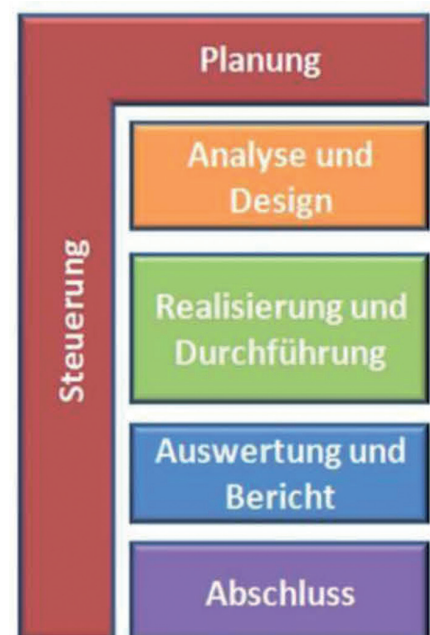 Planung
Steuerung
Analyse und
Design
Realisierung und
Durchführung
Auswertung und
Bericht
Abschluss